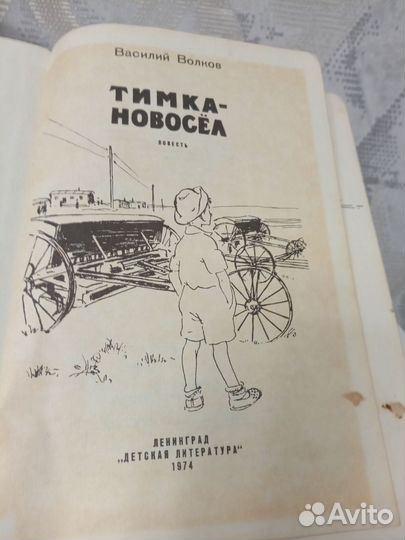 Василий Волков
ТИМКА-
НОВОСЁЛ
ПОВЕСТЬ
ЛЕНИНГРАД
„ДЕТСКАЯ ЛИТЕРАТУРА"
1974
Avito